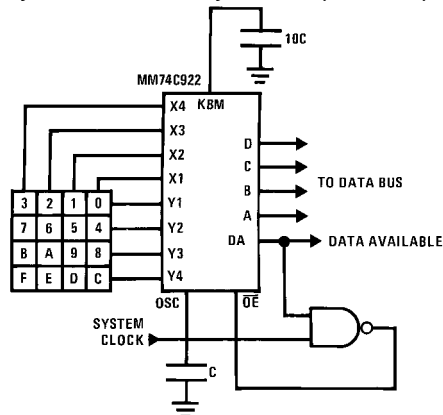 10C
MM74C922
X4 KBM
X3
X2
X1
Y1
Y2
Y3
Y4
D
C
B
A
DA
TO DATA BUS
DATA AVAILABLE
3 2 1 0
7 6 5 4
B A 9 8
F E D C
OSC OE
SYSTEM
CLOCK
C